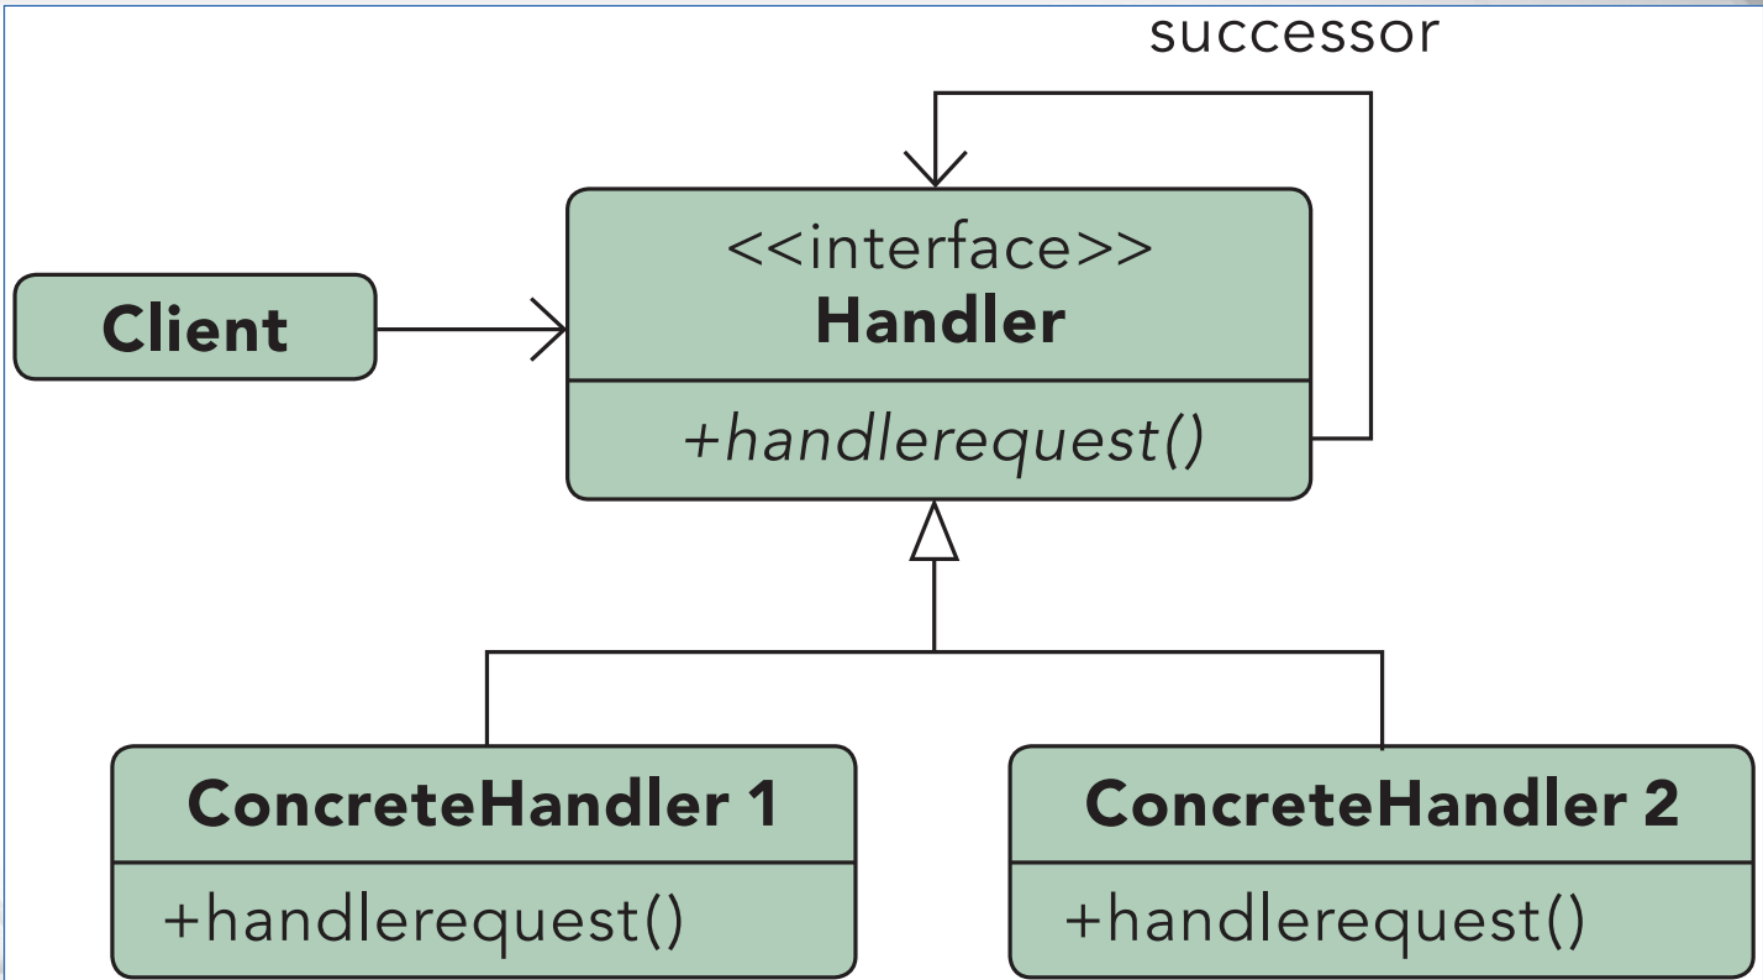 successor
<<interface>>
Handler
Client
+handlerequest()
ConcreteHandler 1
+handlerequest()
ConcreteHandler 2
+handlerequest()